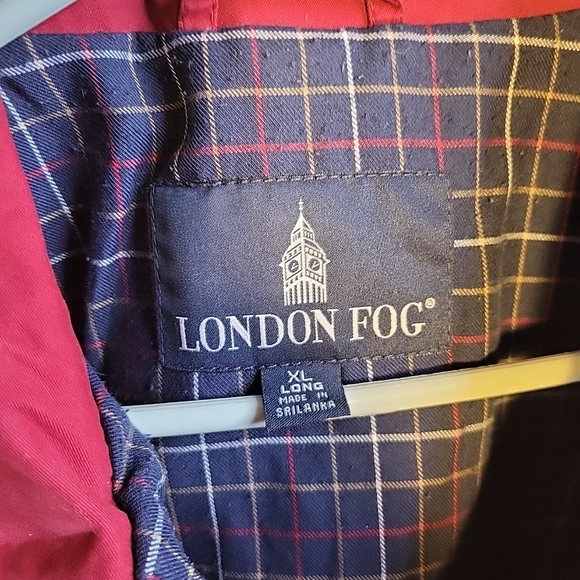 LONDON FOG®
XL
LONG
MADE IN
SRILANKA